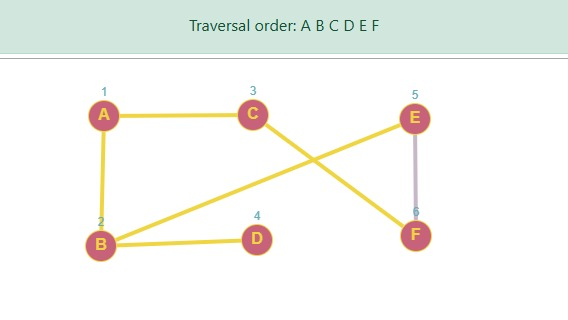 Traversal order: A B C D E F
1 3 5
A C E
2 4 6
B D F